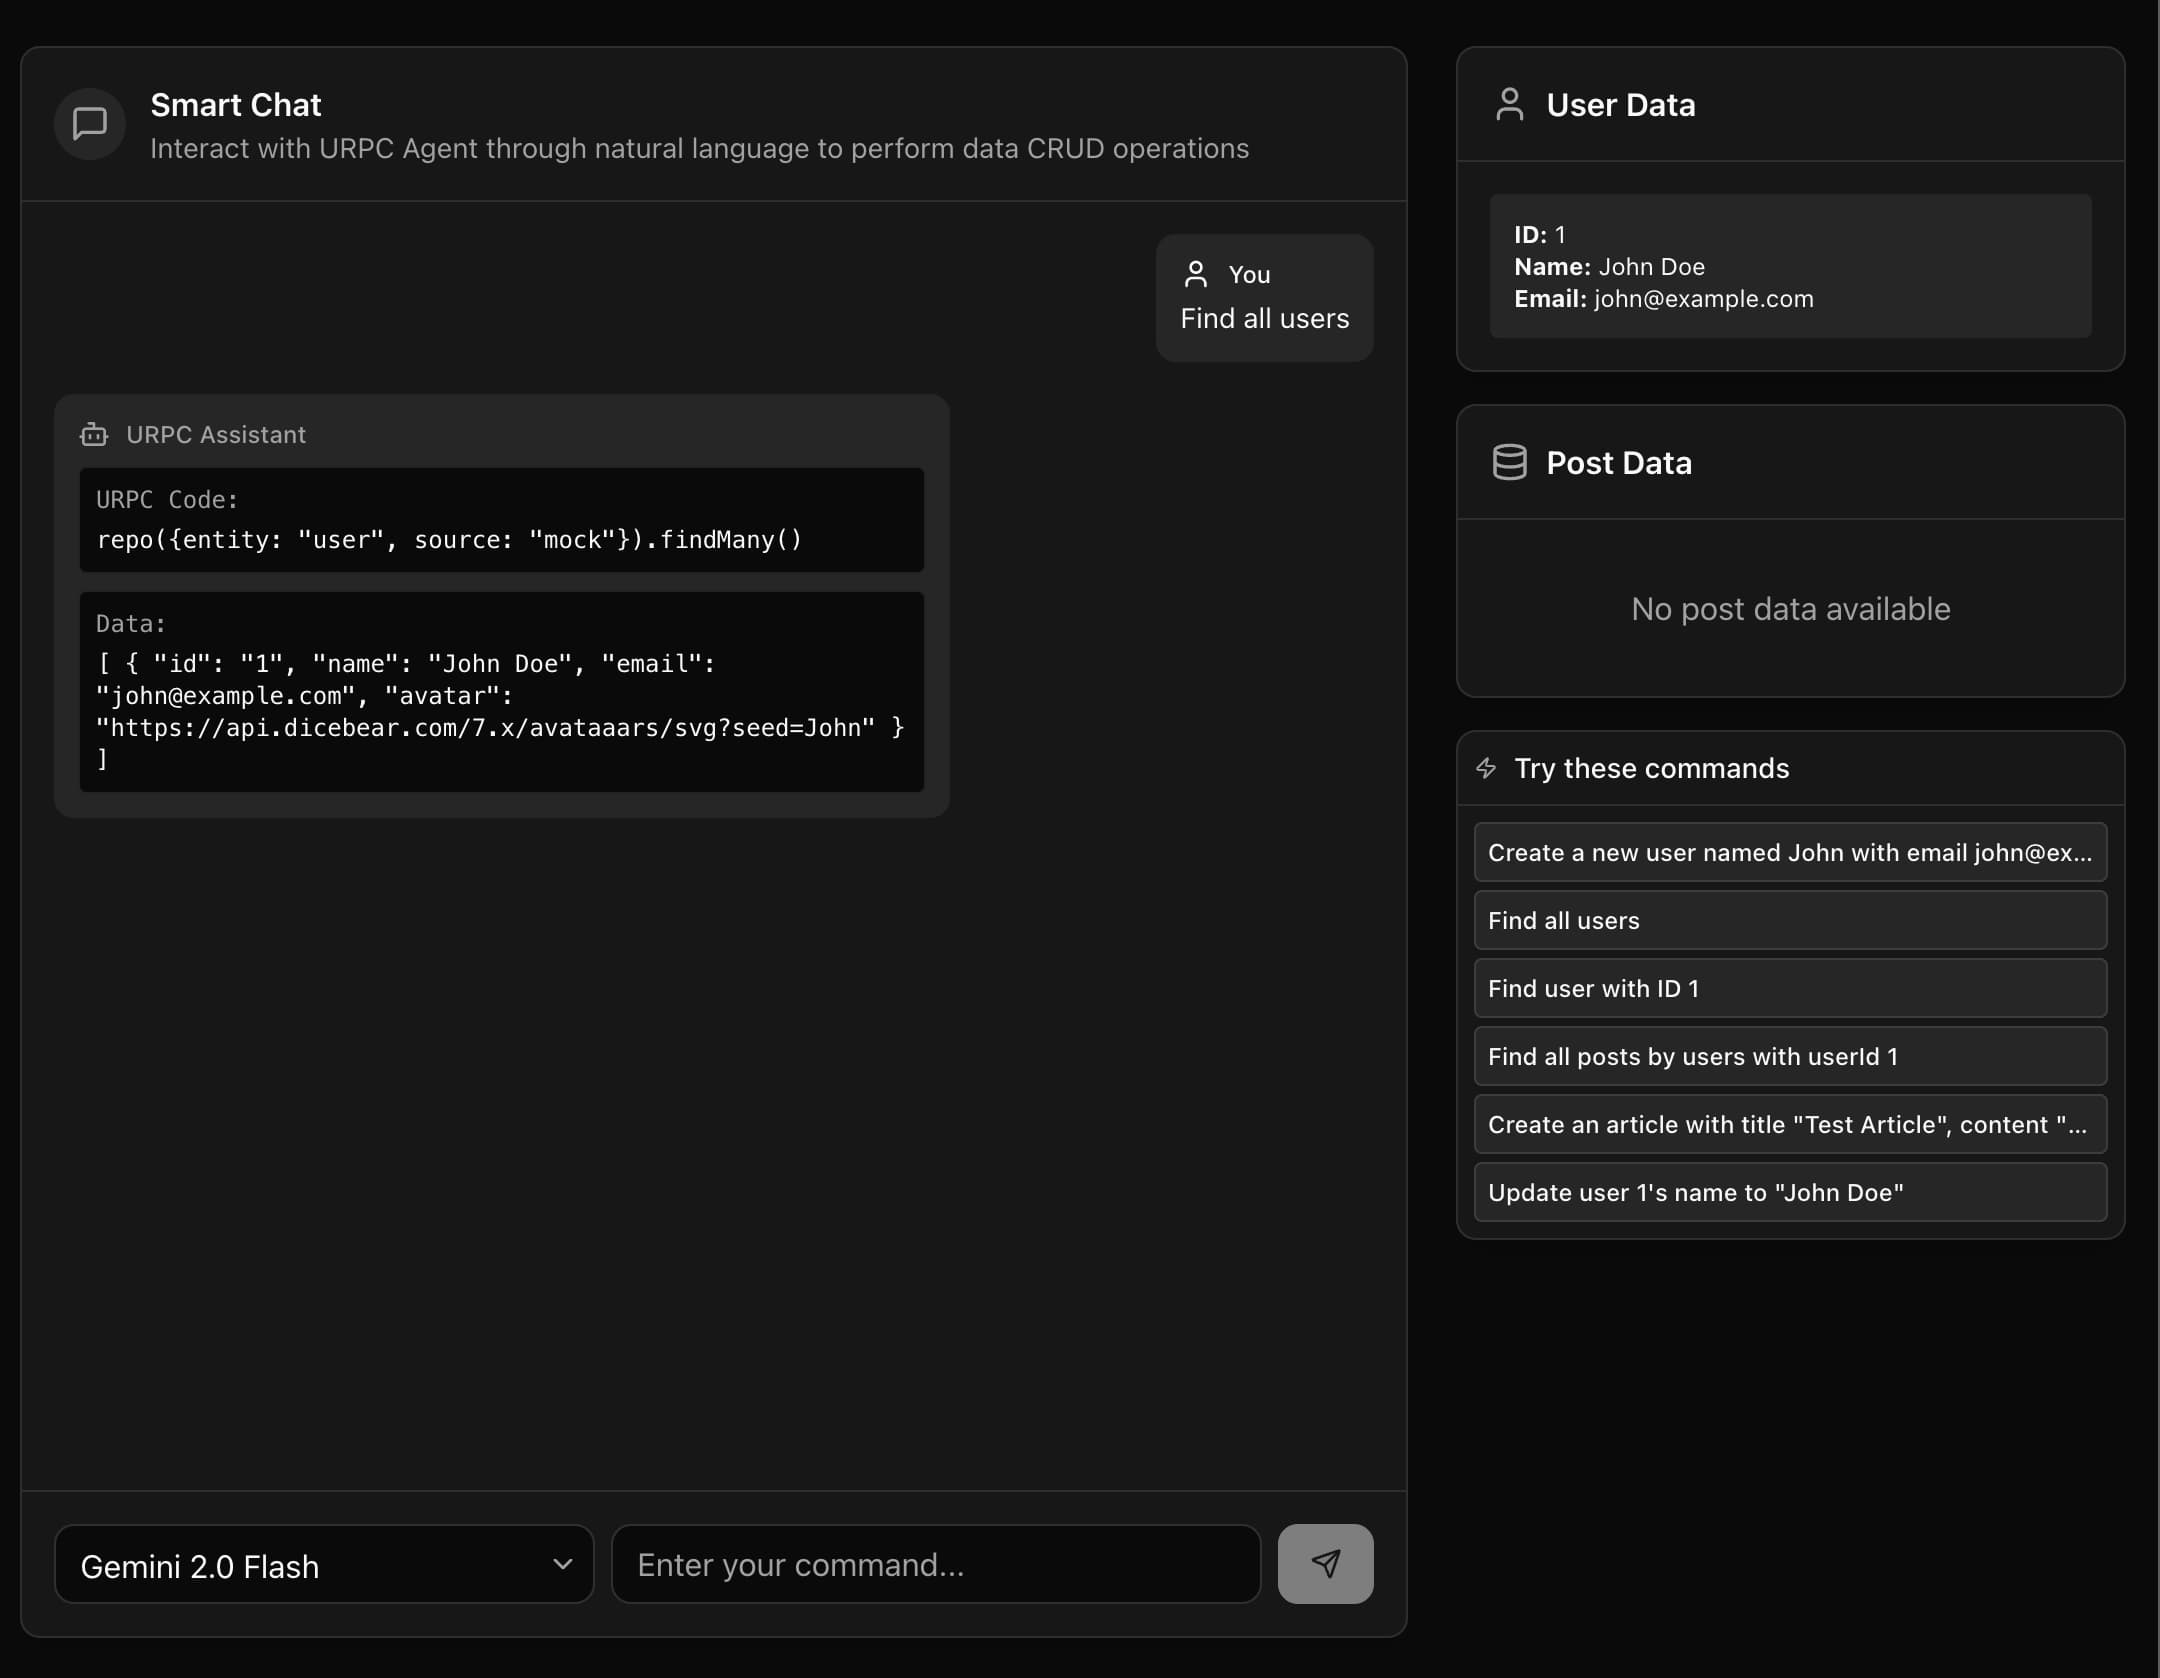 Smart Chat
Interact with URPC Agent through natural language to perform data CRUD operations
You
Find all users
URPC Assistant
URPC Code:
repo({entity: "user", source: "mock"}).findMany()
Data:
[ { "id": "1", "name": "John Doe", "email":
"john@example.com", "avatar":
"https://api.dicebear.com/7.x/avataaars/svg?seed=John" }
]
Gemini 2.0 Flash
Enter your command...
User Data
ID: 1
Name: John Doe
Email: john@example.com
Post Data
No post data available
Try these commands
Create a new user named John with email john@ex...
Find all users
Find user with ID 1
Find all posts by users with userId 1
Create an article with title "Test Article", content "...
Update user 1's name to "John Doe"